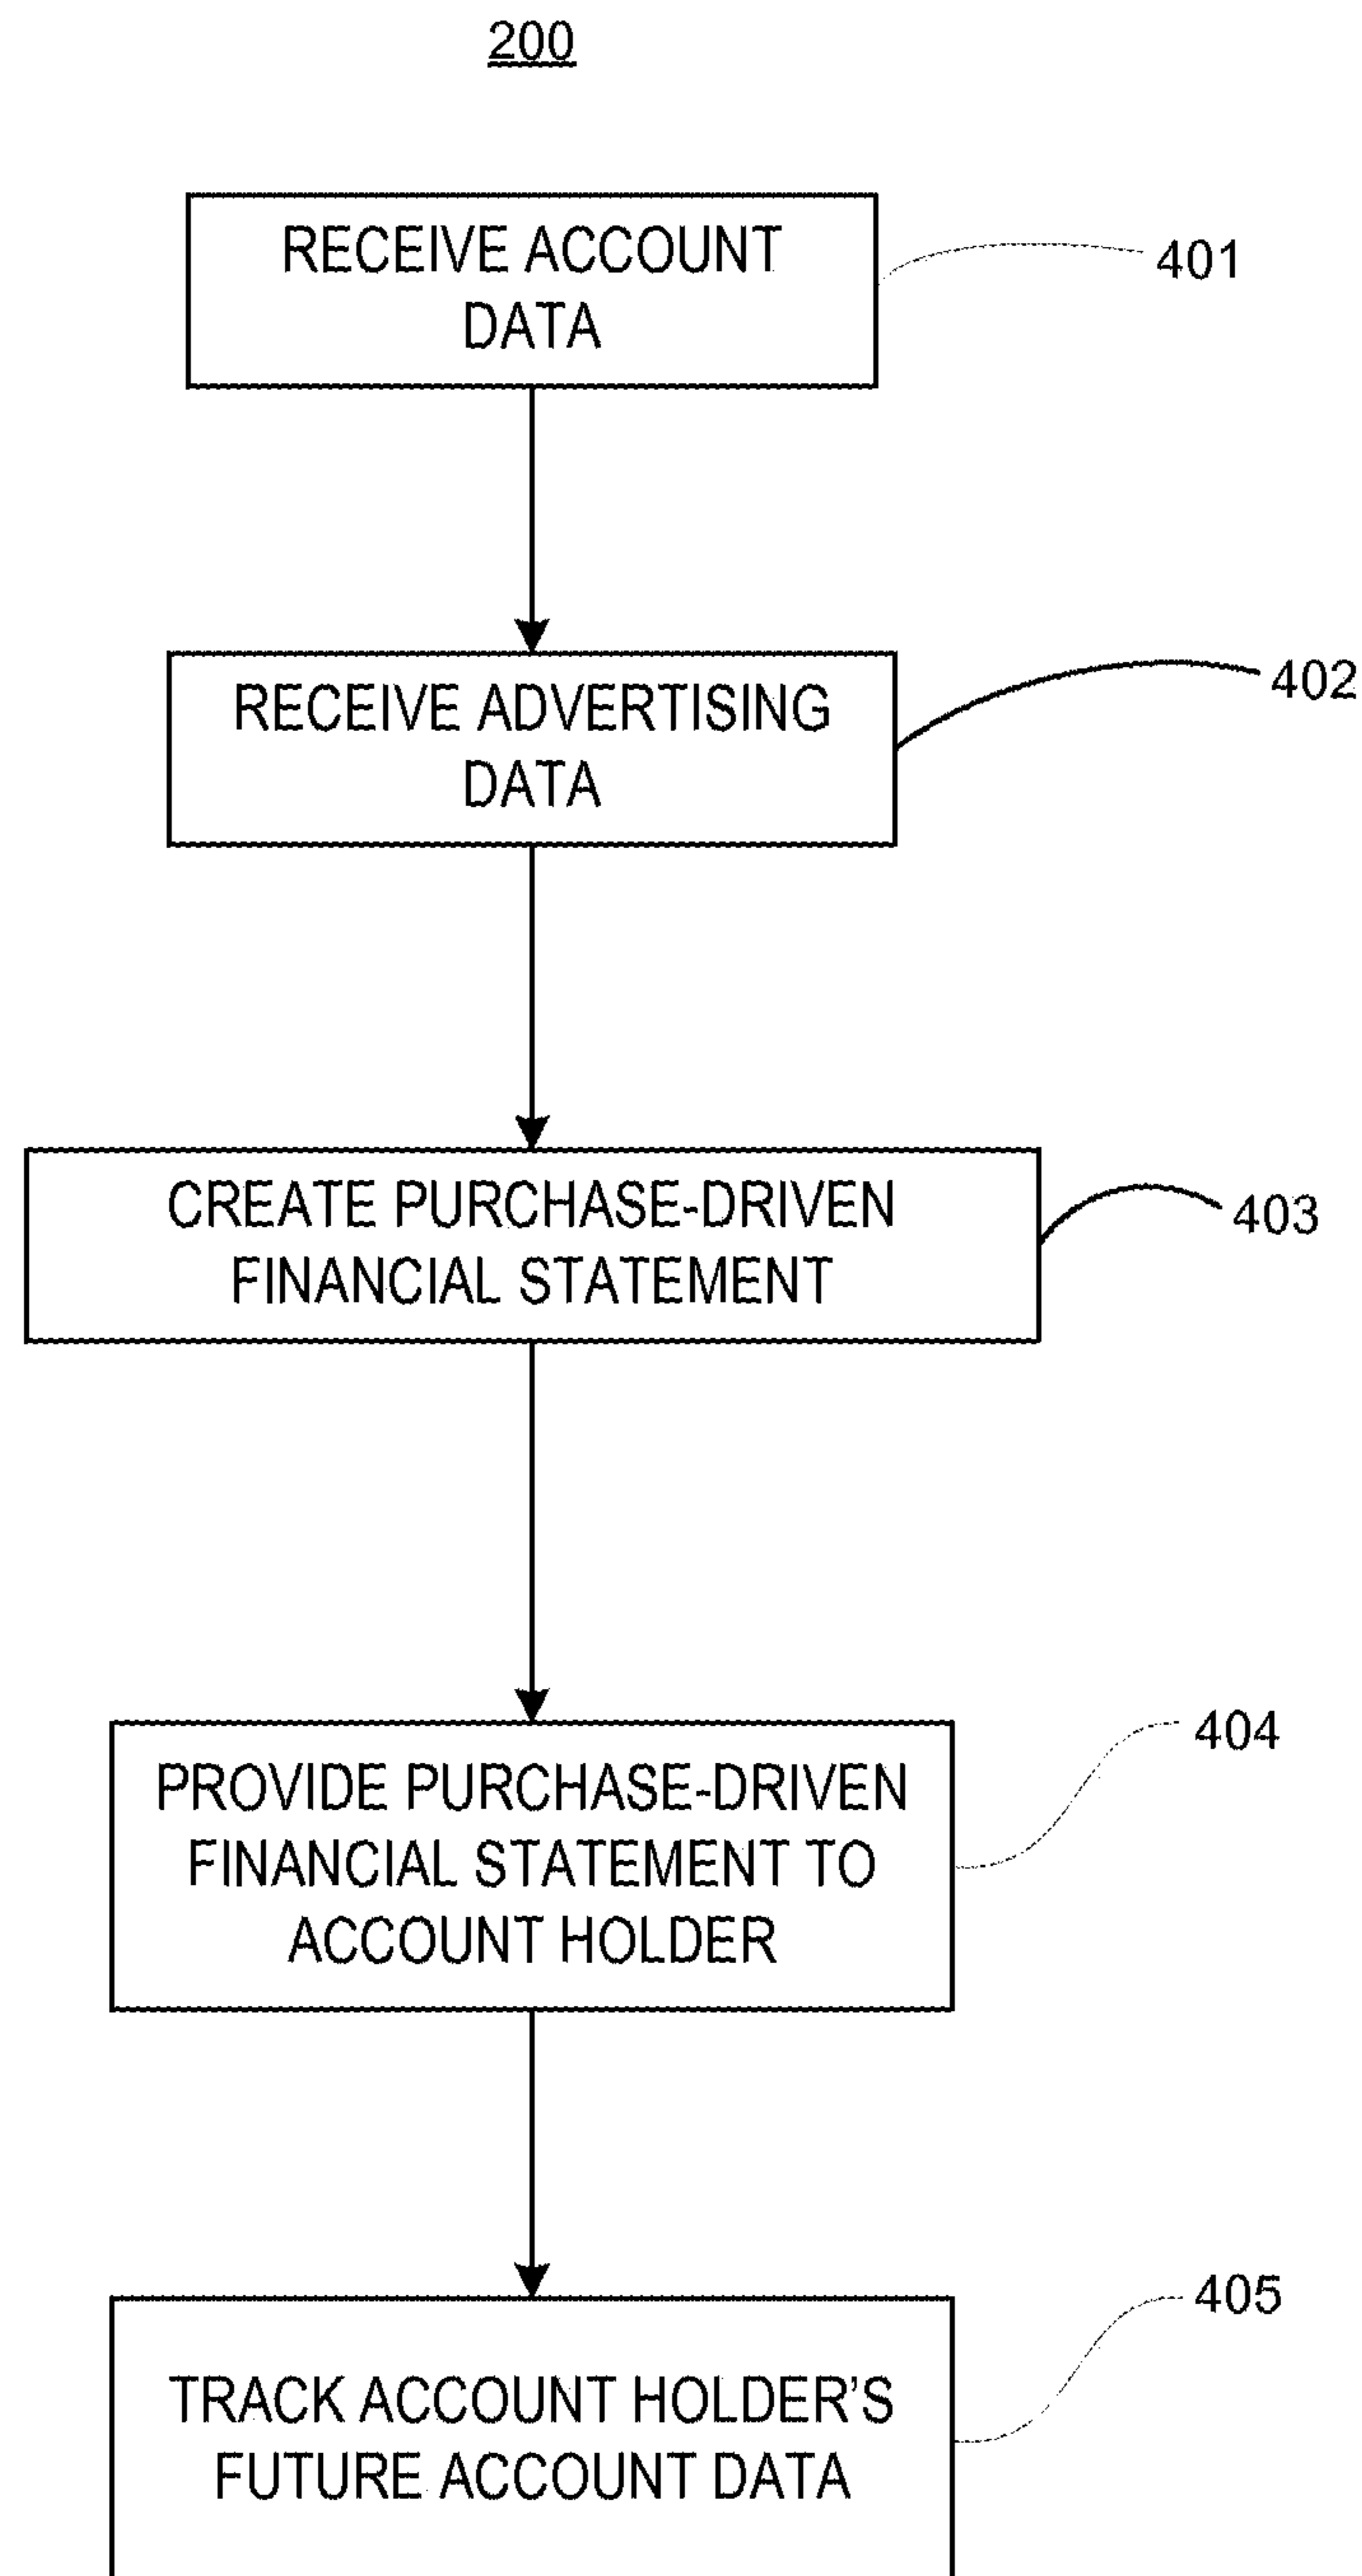 200
RECEIVE ACCOUNT
DATA
401
RECEIVE ADVERTISING
DATA
402
CREATE PURCHASE-DRIVEN
FINANCIAL STATEMENT
403
PROVIDE PURCHASE-DRIVEN
FINANCIAL STATEMENT TO
ACCOUNT HOLDER
404
TRACK ACCOUNT HOLDER'S
FUTURE ACCOUNT DATA
405